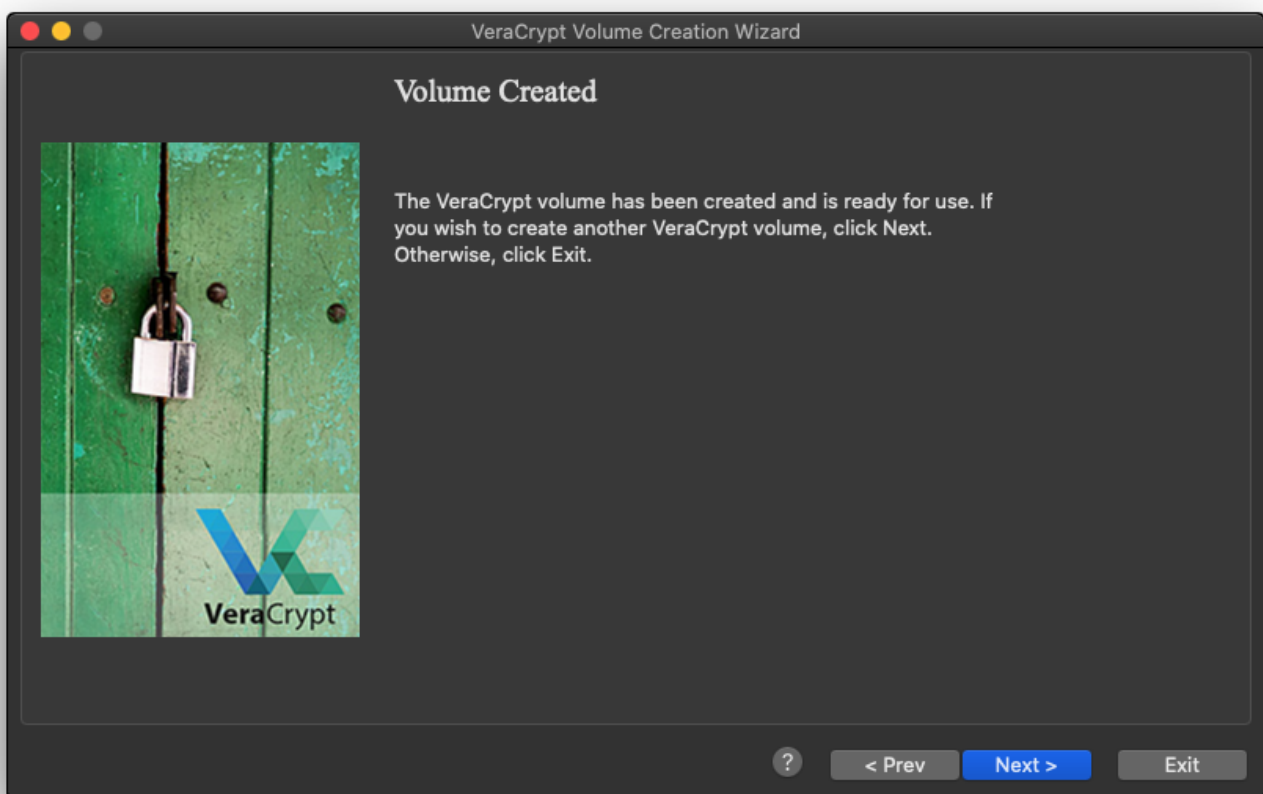 VeraCrypt Volume Creation Wizard
Volume Created
The VeraCrypt volume has been created and is ready for use. If
you wish to create another VeraCrypt volume, click Next.
Otherwise, click Exit.
VeraCrypt
?
< Prev
Next >
Exit